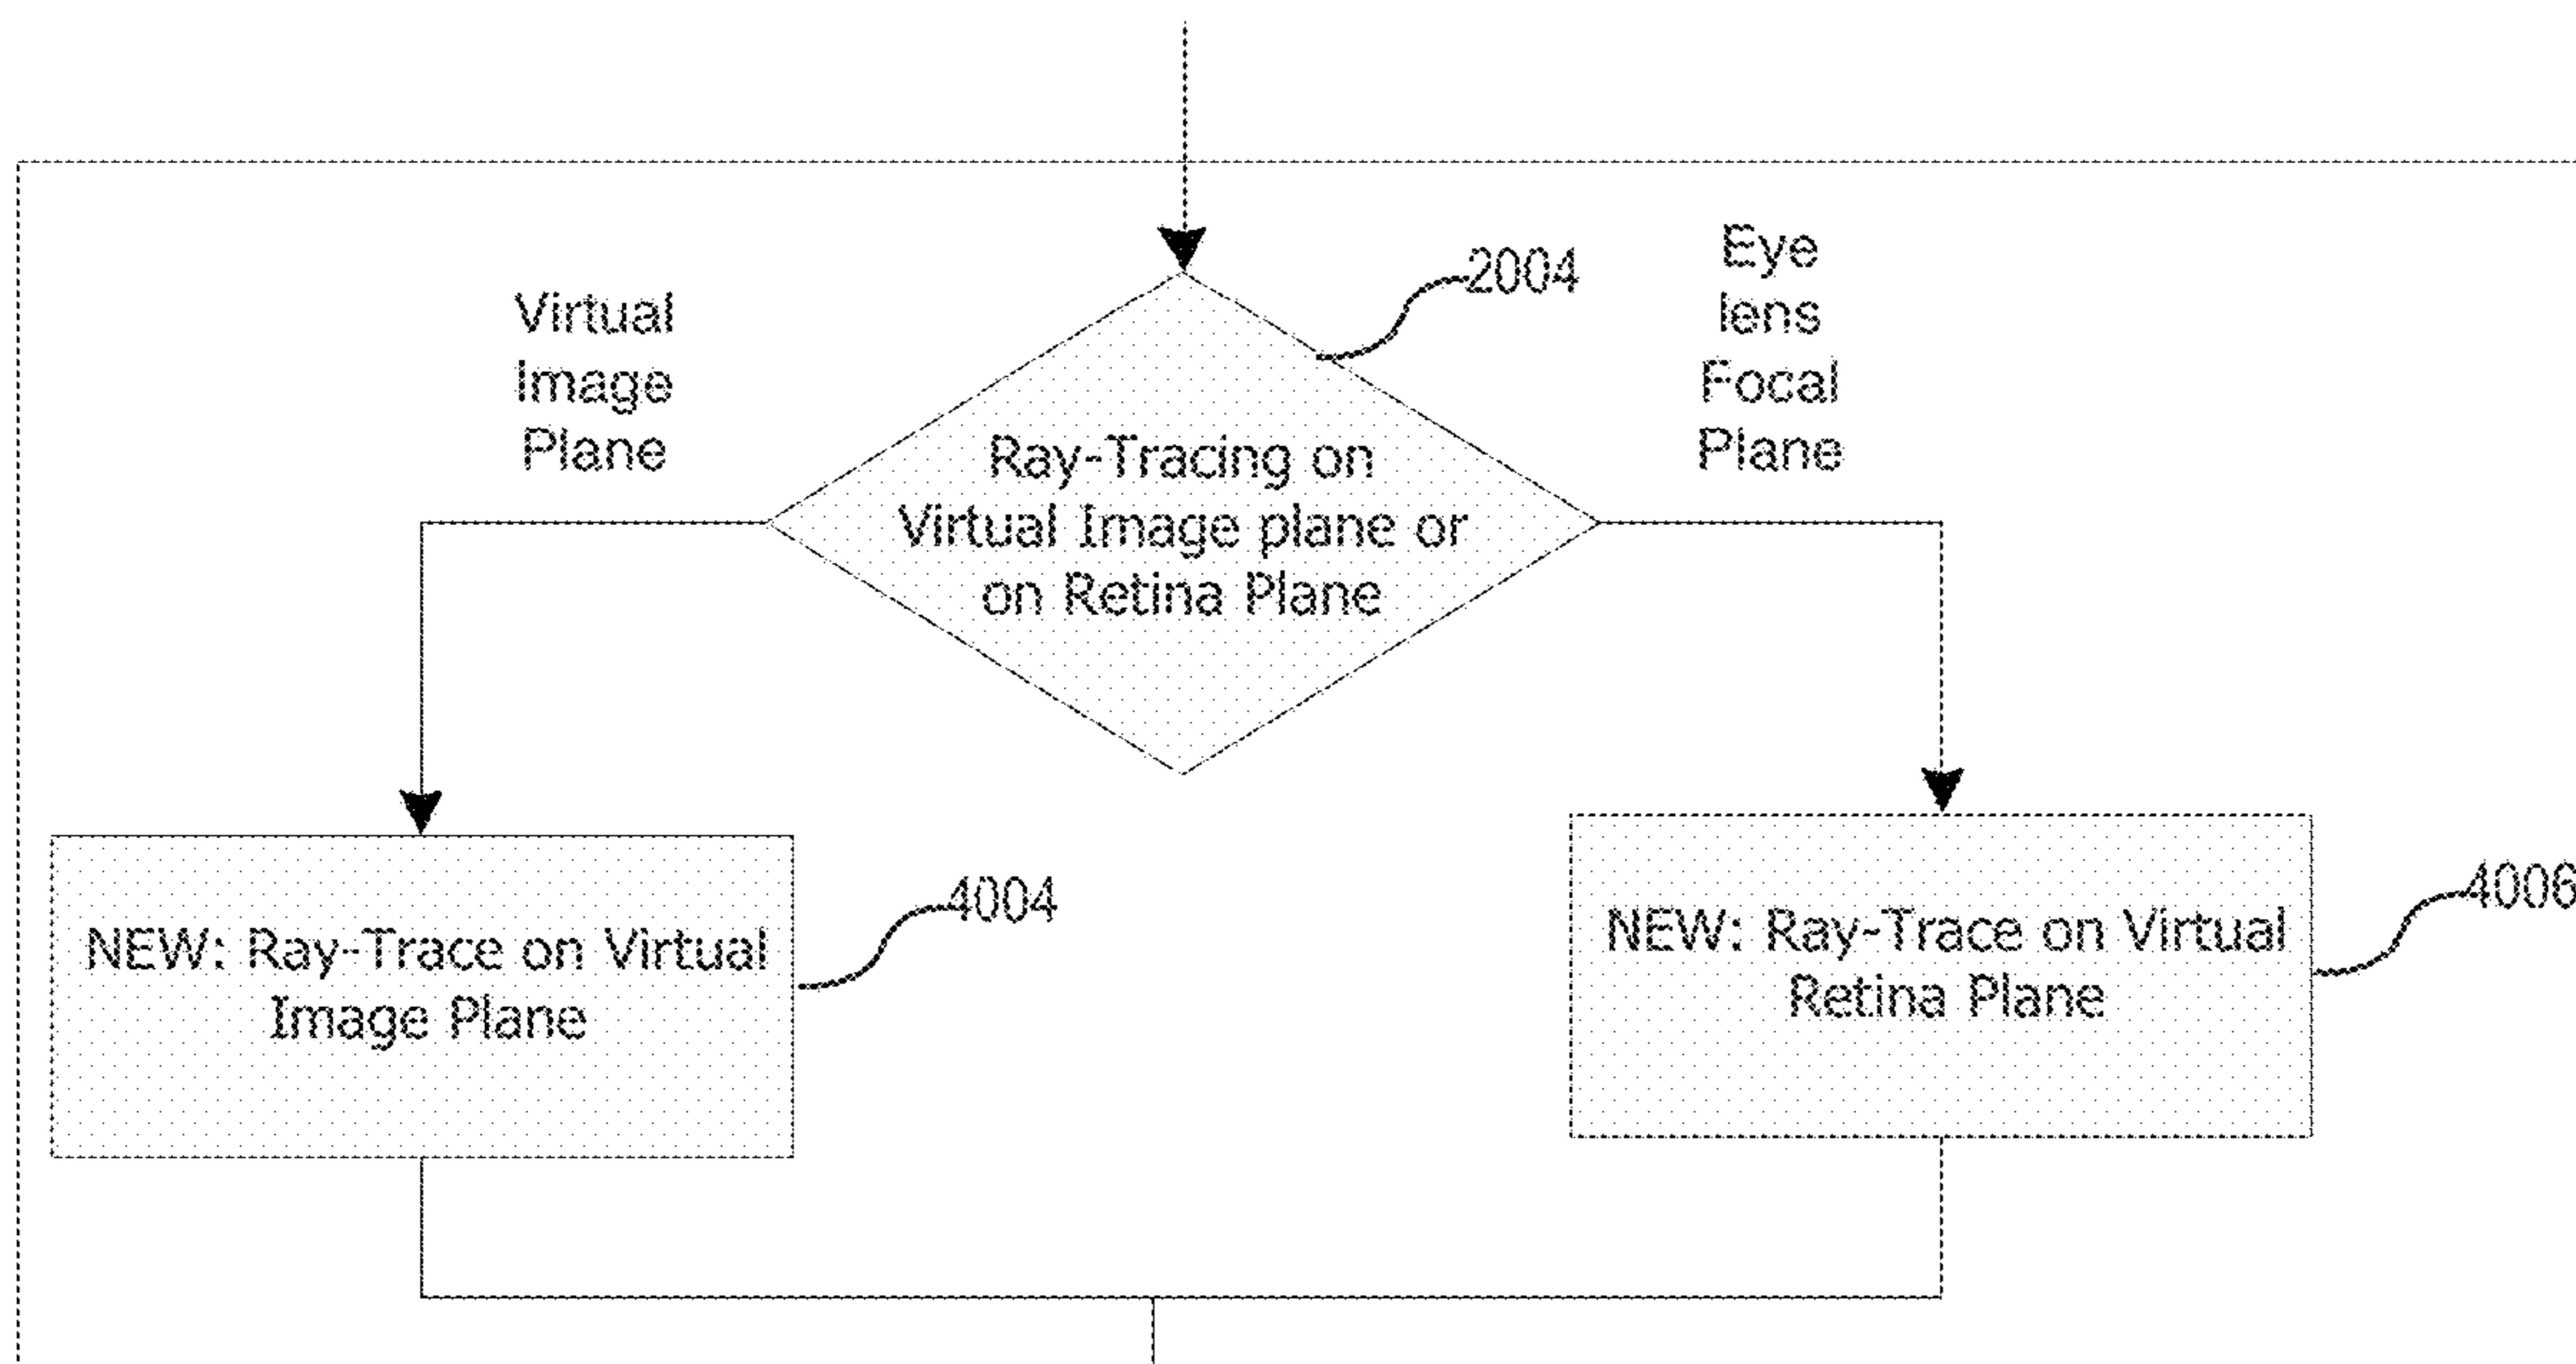 2004
Virtual
Image
Plane
Eye
lens
Focal
Plane
Ray-Tracing on
Virtual Image plane or
on Retina Plane
NEW: Ray-Trace on Virtual
Image Plane
4004
NEW: Ray-Trace on Virtual
Retina Plane
4006